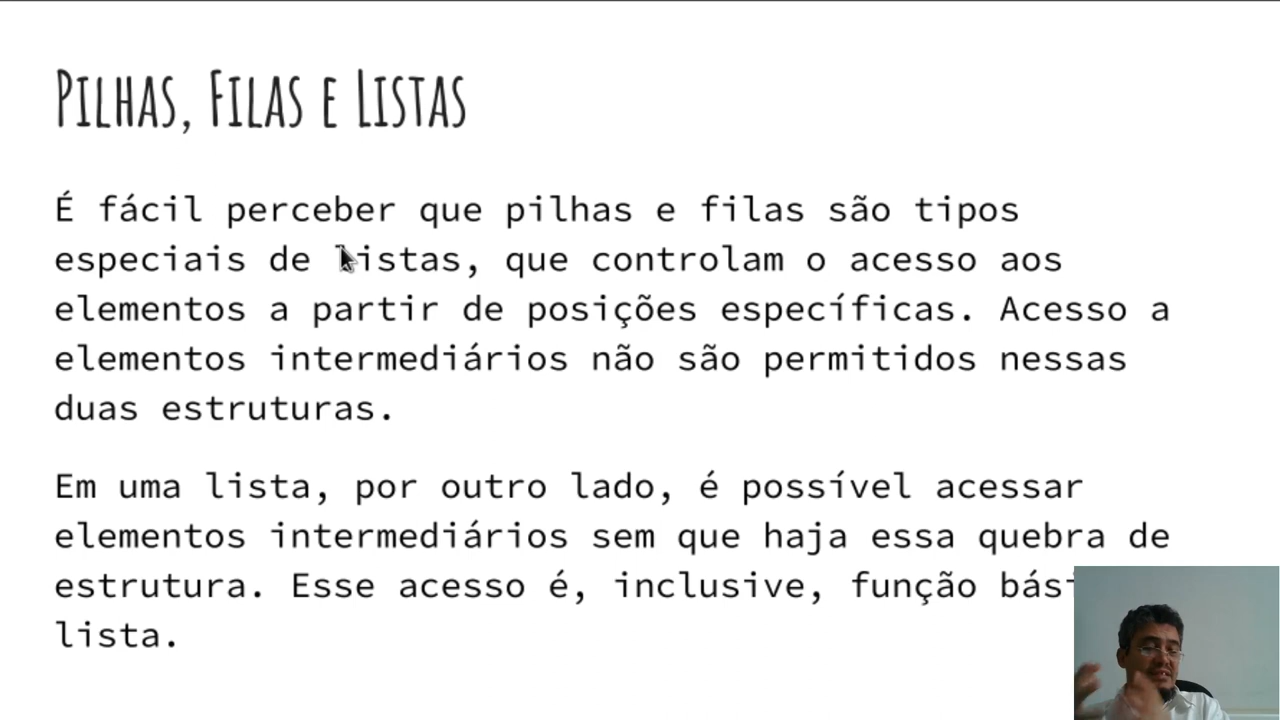 PILHAS, FILAS E LISTAS
É fácil perceber que pilhas e filas são tipos
especiais de listas, que controlam o acesso aos
elementos a partir de posições específicas. Acesso a
elementos intermediários não são permitidos nessas
duas estruturas.
Em uma lista, por outro lado, é possível acessar
elementos intermediários sem que haja essa quebra de
estrutura. Esse acesso é, inclusive, função
lista.